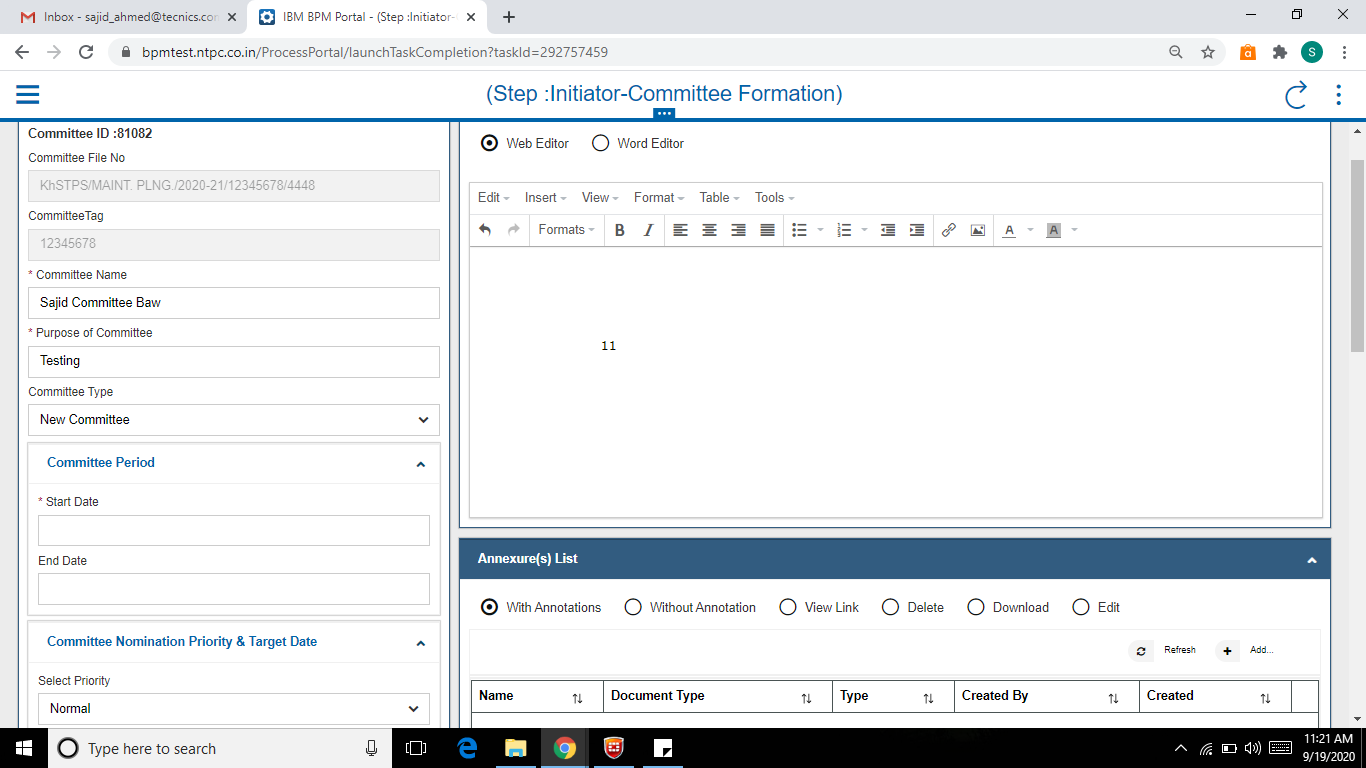 Inbox - sajid_ahmed@tecnics.con
IBM BPM Portal - (Step :Initiator-
bpmtest.ntpc.co.in/ProcessPortal/launchTaskCompletion?taskId=292757459
S
(Step :Initiator-Committee Formation)
Committee ID :81082
Committee File No
KhSTPS/MAINT. PLNG./2020-21/12345678/4448
CommitteeTag
12345678
* Committee Name
Sajid Committee Baw
* Purpose of Committee
Testing
Committee Type
New Committee
Committee Period
* Start Date
End Date
Committee Nomination Priority & Target Date
Select Priority
Normal
Web Editor Word Editor
Edit Insert View Format Table Tools
Formats B I A A
11
Annexure(s) List
With Annotations Without Annotation View Link Delete Download Edit
Refresh Add...
Name Document Type Type Created By Created
Type here to search
11:21 AM
9/19/2020